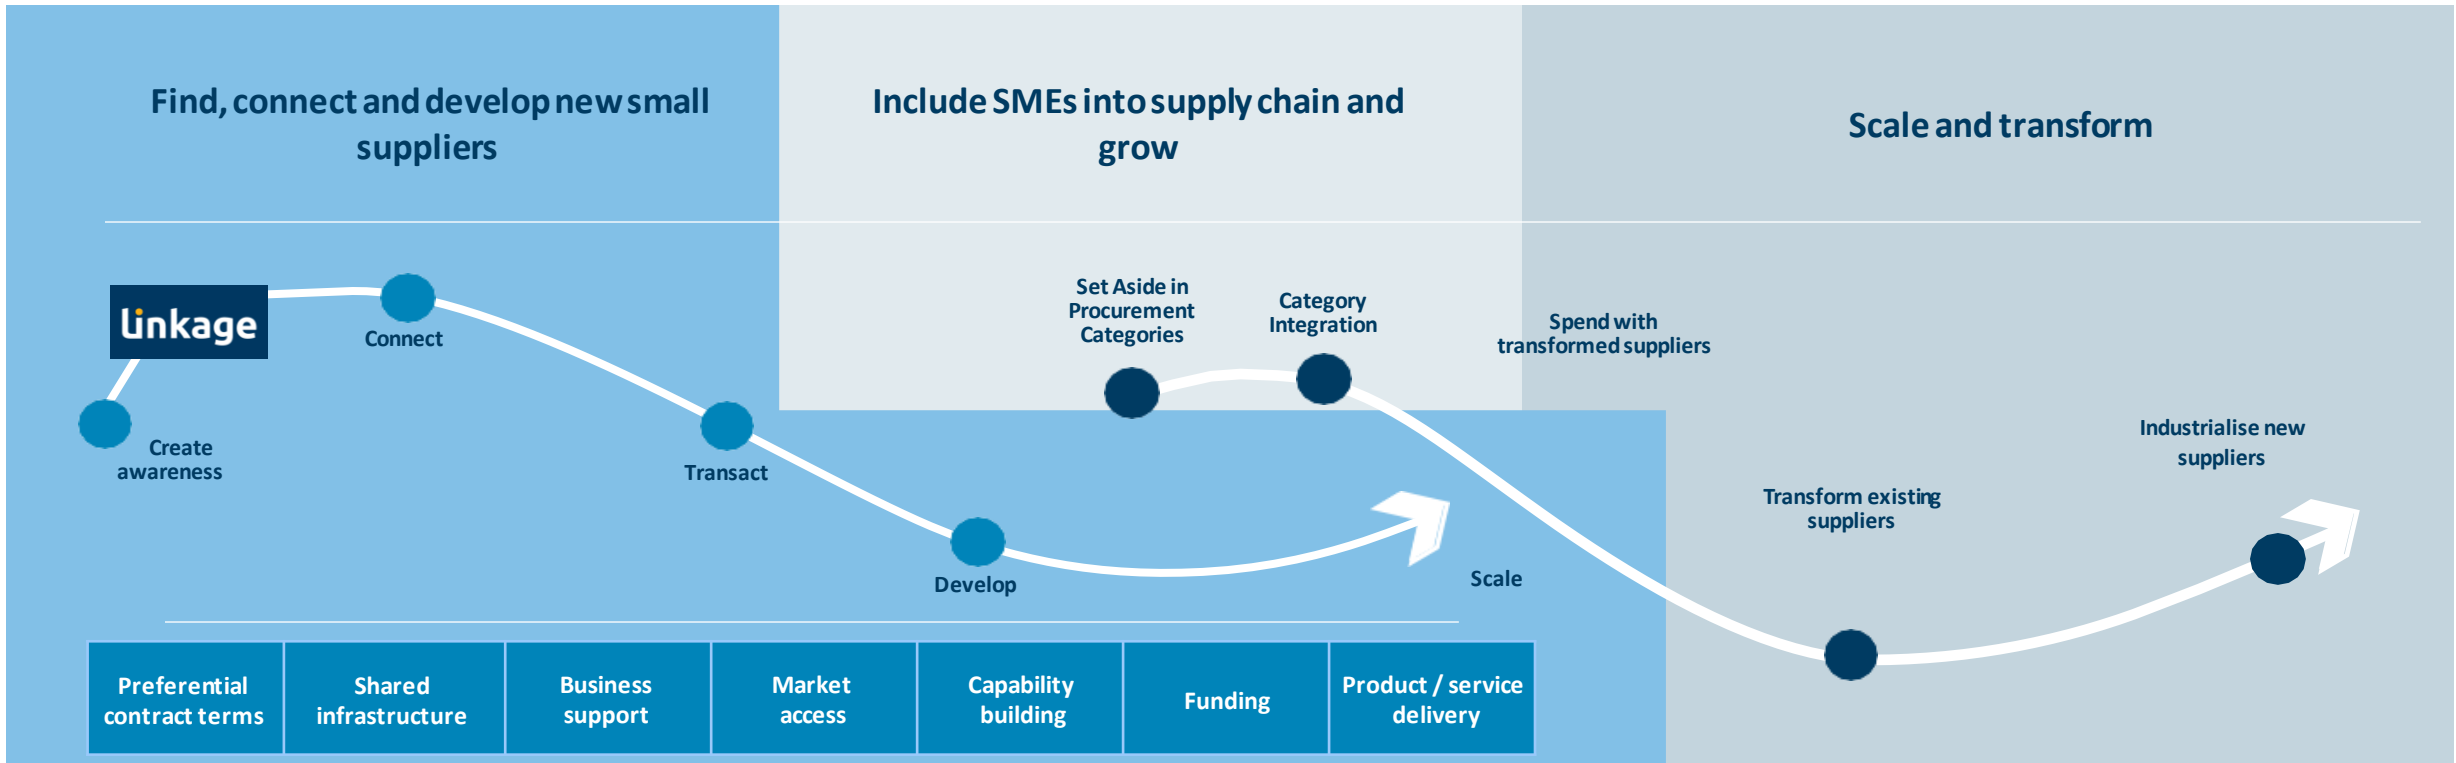 Find, connect and develop new small
suppliers
Include SMEs into supply chain and
grow
Scale and transform
Linkage
Connect
Create
awareness
Transact
Develop
Scale
Set Aside in
Procurement
Categories
Category
Integration
Spend with
transformed suppliers
Transform existing
suppliers
Industrialise new
suppliers
Preferential
contract terms
Shared
infrastructure
Business
support
Market
access
Capability
building
Funding
Product / service
delivery